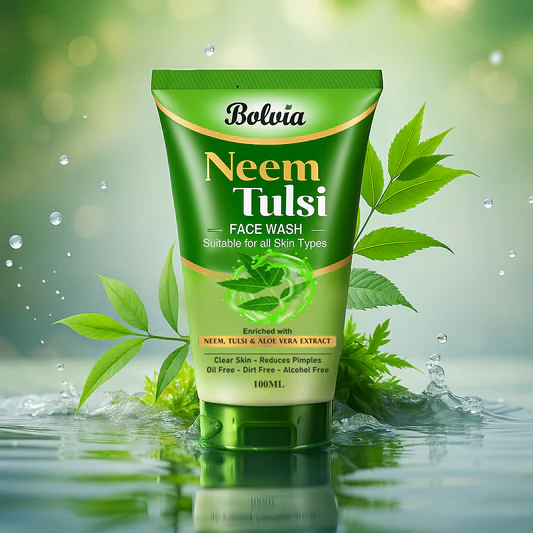 Bolvia
Neem
Tulsi
FACE WASH
Suitable for all Skin Types
Enriched with
NEEM, TULSI & ALOE VERA EXTRACT
Clear Skin - Reduces Pimples
Oil Free - Dirt Free - Alcohol Free
100ML